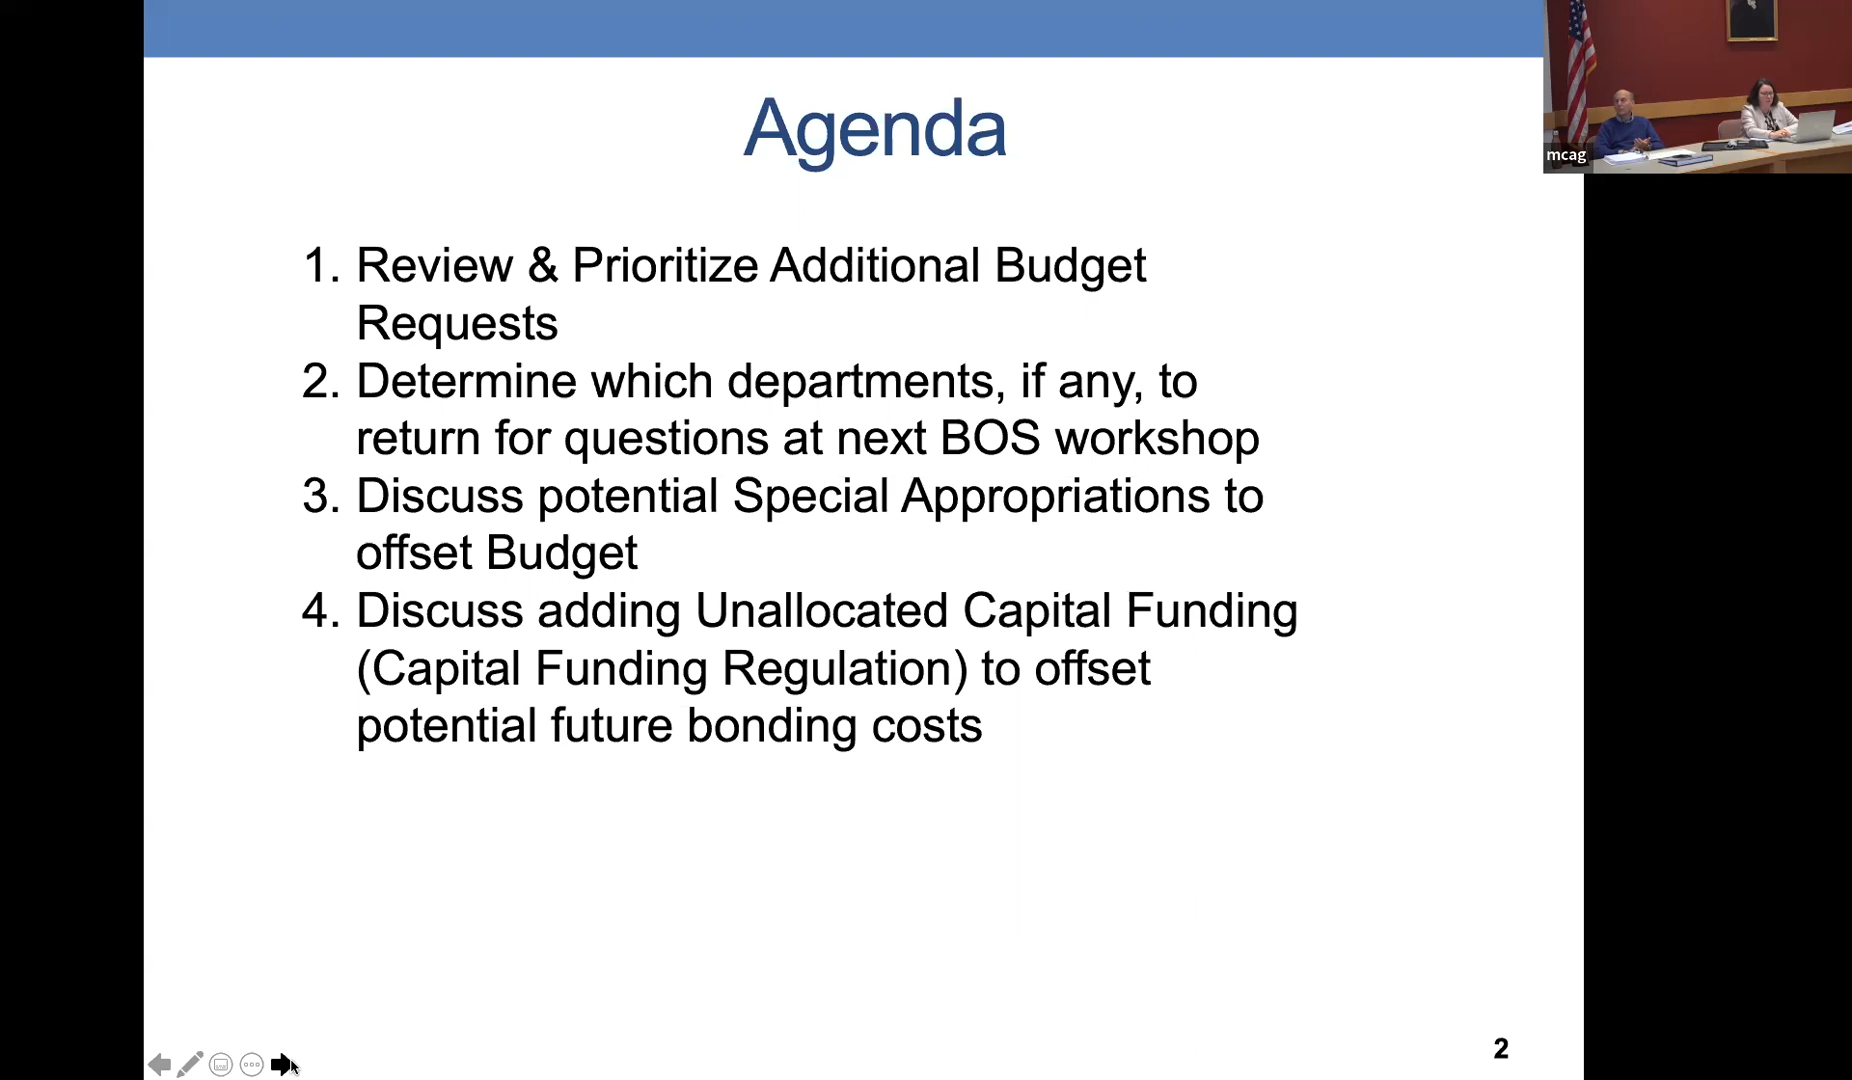 Agenda
1. Review & Prioritize Additional Budget
Requests
2. Determine which departments, if any, to
return for questions at next BOS workshop
3. Discuss potential Special Appropriations to
offset Budget
4. Discuss adding Unallocated Capital Funding
(Capital Funding Regulation) to offset
potential future bonding costs
mcag
2